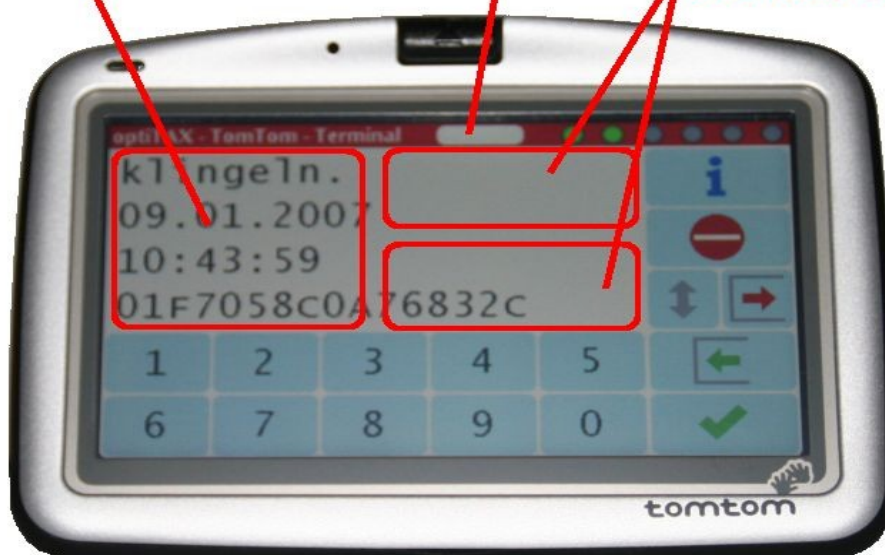 optiTAX - TomTom - Terminal
klingeln.
09.01.2007
10:43:59
01F7058C0A76832C
i
1 2 3 4 5
6 7 8 9 0
tomtom